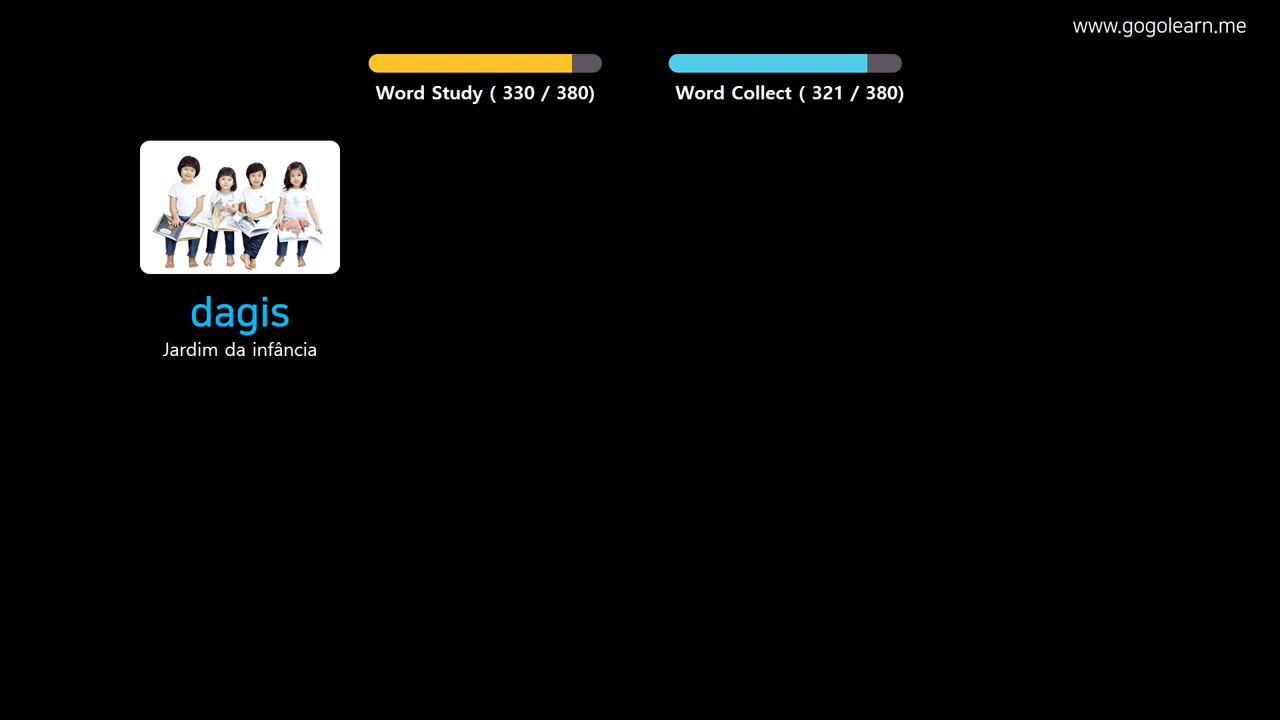 www.gogolearn.me
Word Study ( 330 / 380)
Word Collect ( 321 / 380)
dagis
Jardim da infância